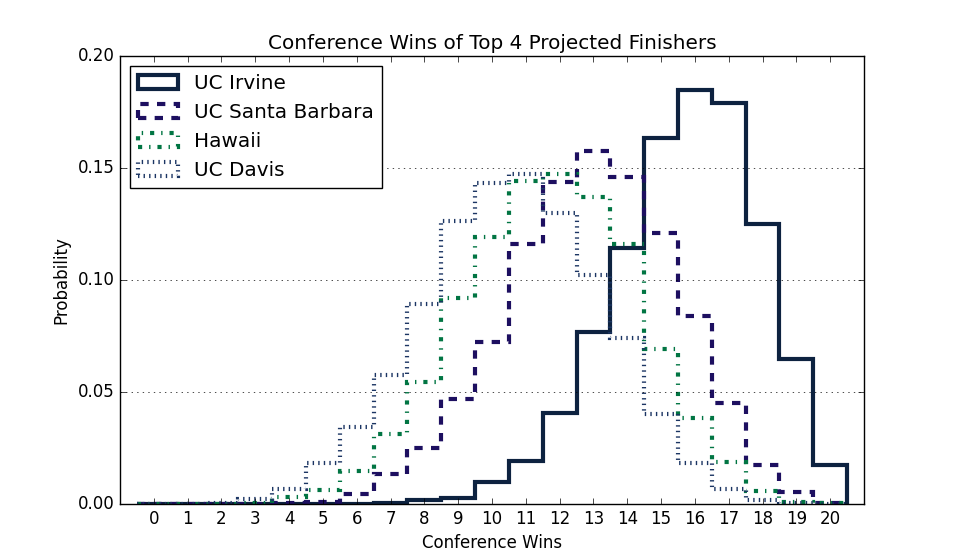 Conference Wins of Top 4 Projected Finishers
0.20
0.15
0.10
0.05
0.00
Probability
UC Irvine
UC Santa Barbara
Hawaii
UC Davis
0 1 2 3 4 5 6 7 8 9 10 11 12 13 14 15 16 17 18 19 20
Conference Wins